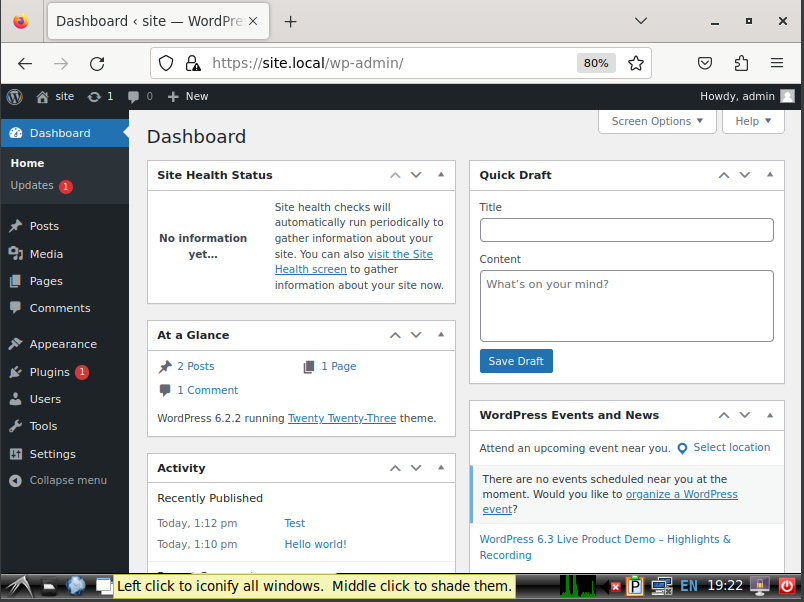 Dashboard ‹ site — WordPre
https://site.local/wp-admin/
80%
site
1
0
New
Howdy, admin
Dashboard
Home
Updates 1
Posts
Media
Pages
Comments
Appearance
Plugins 1
Users
Tools
Settings
Collapse menu
Screen Options
Help
Dashboard
Site Health Status
No information yet…
Site health checks will
automatically run periodically to
gather information about your
site. You can also visit the Site
Health screen to gather
information about your site now.
At a Glance
2 Posts
1 Page
1 Comment
WordPress 6.2.2 running Twenty Twenty-Three theme.
Activity
Recently Published
Today, 1:12 pm Test
Today, 1:10 pm Hello world!
Quick Draft
Title
Content
What's on your mind?
Save Draft
WordPress Events and News
Attend an upcoming event near you. Select location
There are no events scheduled near you at the
moment. Would you like to organize a WordPress
event?
WordPress 6.3 Live Product Demo – Highlights &
Recording
Left click to iconify all windows. Middle click to shade them.
EN
19:22